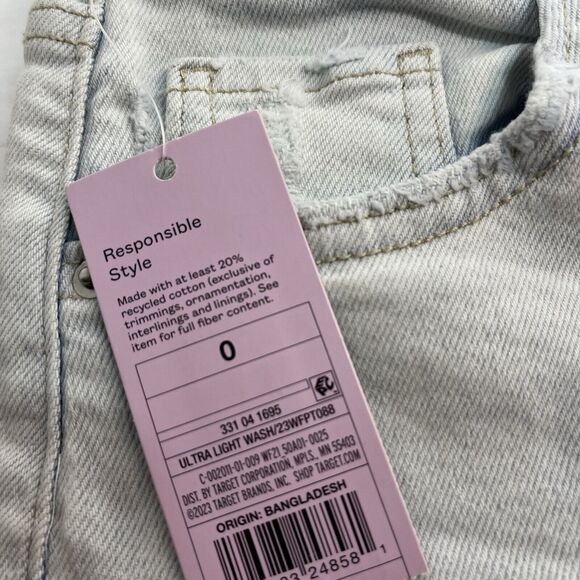 Responsible
Style
Made with at least 20%
recycled cotton (exclusive of
trimmings, ornamentation,
interlinings and linings). See
item for full fiber content.
0
331 04 1695
ULTRA LIGHT WASH/23WFPT088
C-002011-01-009 WF21_50A01-0025
DIST. BY TARGET CORPORATION, MPLS., MN 55403
©2023 TARGET BRANDS, INC. SHOP TARGET.COM
ORIGIN: BANGLADESH
24858 1